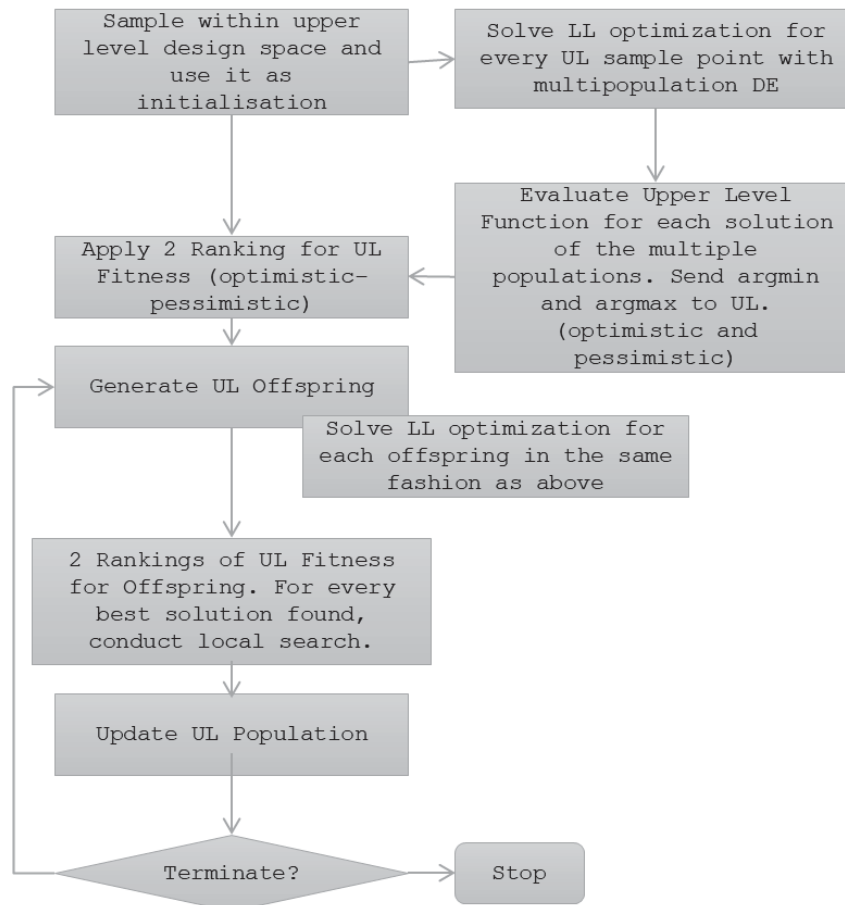 Sample within upper
level design space and
use it as
initialisation
Solve LL optimization for
every UL sample point with
multipopulation DE
Evaluate Upper Level
Function for each solution
of the multiple
populations. Send argmin
and argmax to UL.
(optimistic and
pessimistic)
Apply 2 Ranking for UL
Fitness (optimistic–
pessimistic)
Generate UL Offspring
Solve LL optimization for
each offspring in the same
fashion as above
2 Rankings of UL Fitness
for Offspring. For every
best solution found,
conduct local search.
Update UL Population
Terminate?
Stop